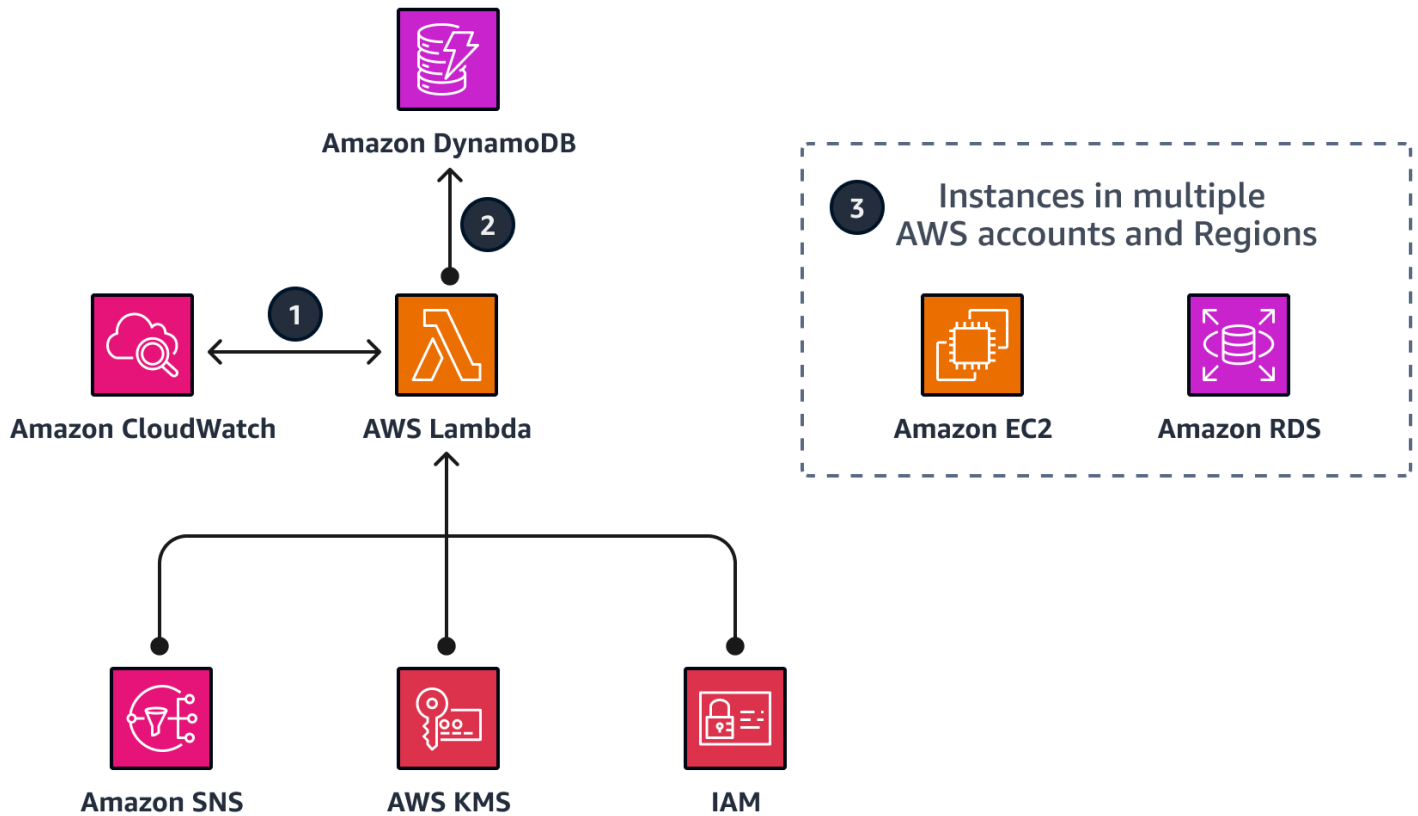 Amazon DynamoDB
2
3
Instances in multiple
AWS accounts and Regions
1
Amazon CloudWatch
AWS Lambda
Amazon EC2
Amazon RDS
Amazon SNS
AWS KMS
IAM